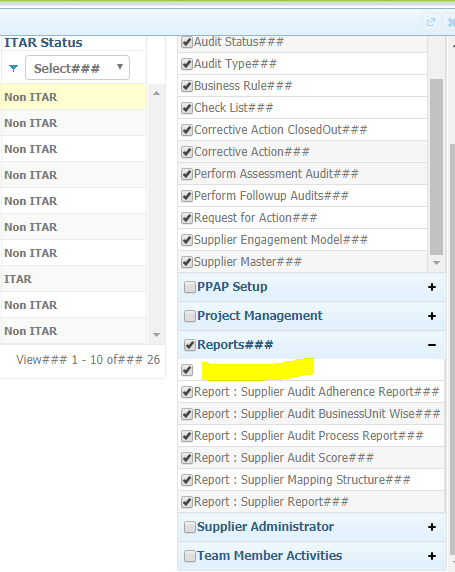 ITAR Status
Select###
Non ITAR
Non ITAR
Non ITAR
Non ITAR
Non ITAR
Non ITAR
Non ITAR
ITAR
Non ITAR
Non ITAR
View### 1 - 10 of### 26
Audit Status###
Audit Type###
Business Rule###
Check List###
Corrective Action ClosedOut###
Corrective Action###
Perform Assessment Audit###
Perform Followup Audits###
Request for Action###
Supplier Engagement Model###
Supplier Master###
PPAP Setup +
Project Management +
Reports### −
Report : Supplier Audit Adherence Report###
Report : Supplier Audit BusinessUnit Wise###
Report : Supplier Audit Process Report###
Report : Supplier Audit Score###
Report : Supplier Mapping Structure###
Report : Supplier Report###
Supplier Administrator +
Team Member Activities +